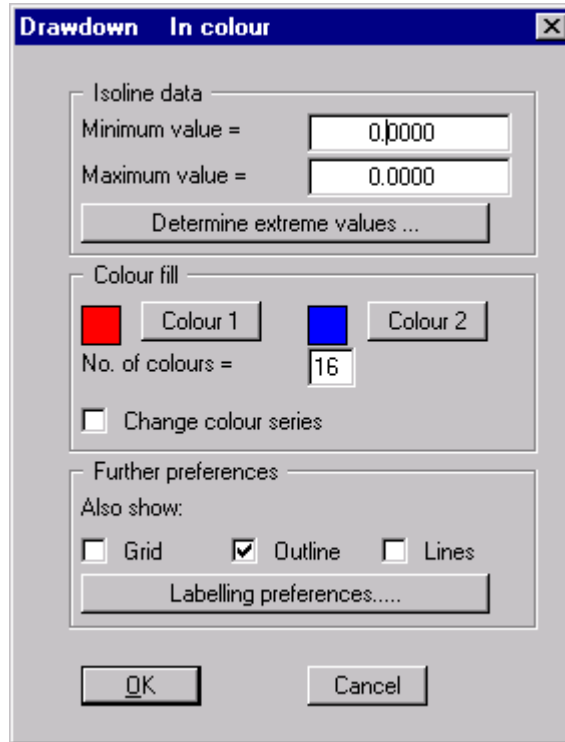 Drawdown In colour
Isoline data
Minimum value = 0.0000
Maximum value = 0.0000
Determine extreme values ...
Colour fill
Colour 1 Colour 2
No. of colours = 16
Change colour series
Further preferences
Also show:
Grid Outline Lines
Labelling preferences.....
OK Cancel